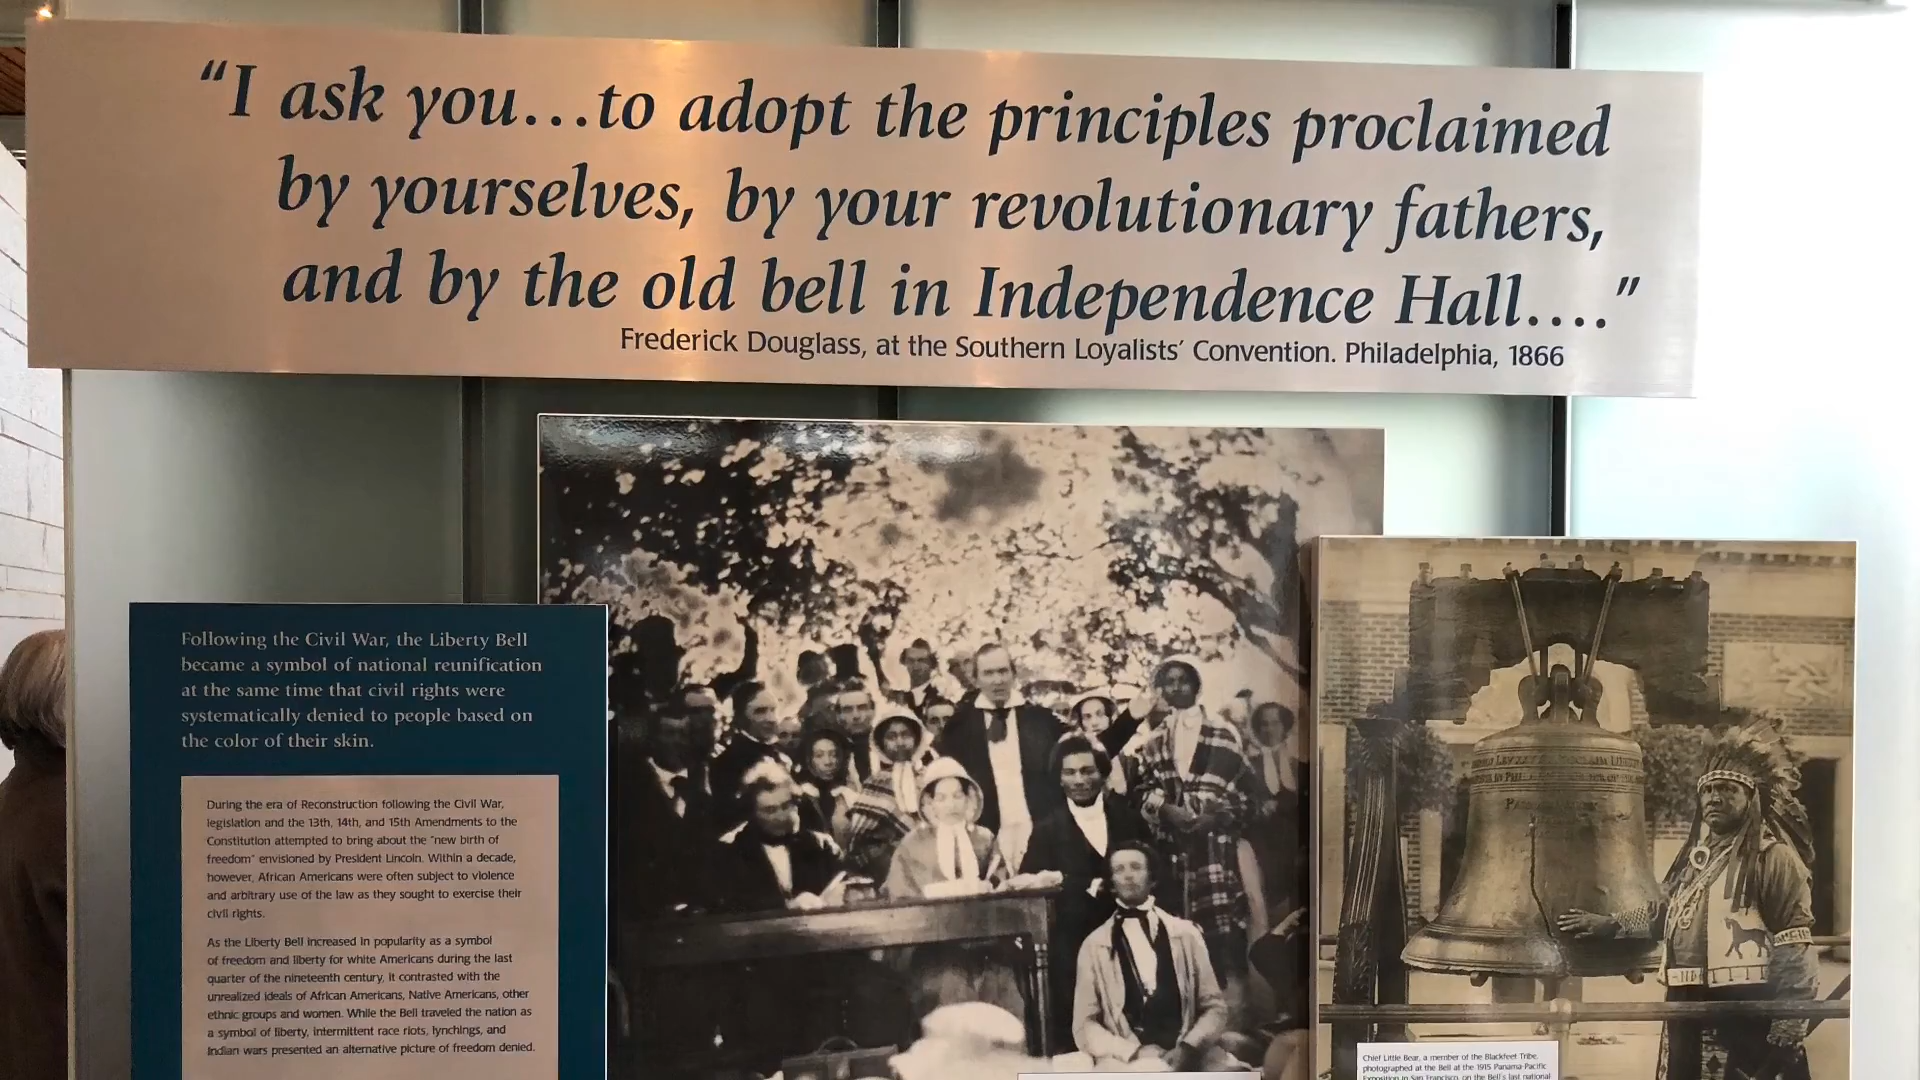 “I ask you...to adopt the principles proclaimed
by yourselves, by your revolutionary fathers,
and by the old bell in Independence Hall....”
Frederick Douglass, at the Southern Loyalists’ Convention. Philadelphia, 1866
Following the Civil War, the Liberty Bell
became a symbol of national reunification
at the same time that civil rights were
systematically denied to people based on
the color of their skin.
During the era of Reconstruction following the Civil War,
legislation and the 13th, 14th, and 15th Amendments to the
Constitution attempted to bring about the “new birth of
freedom” envisioned by President Lincoln. Within a decade,
however, African Americans were often subject to violence
and arbitrary use of the law as they sought to exercise their
civil rights.
As the Liberty Bell increased in popularity as a symbol
of freedom and liberty for white Americans during the last
quarter of the nineteenth century, it contrasted with the
unrealized ideals of African Americans, Native Americans, other
ethnic groups and women. While the Bell traveled the nation as
a symbol of liberty, intermittent race riots, lynchings, and
Indian wars presented an alternative picture of freedom denied.
Chief Little Bear, a member of the Blackfeet Tribe,
photographed at the Bell at the 1915 Panama-Pacific
Exposition in San Francisco, on the Bell's last national